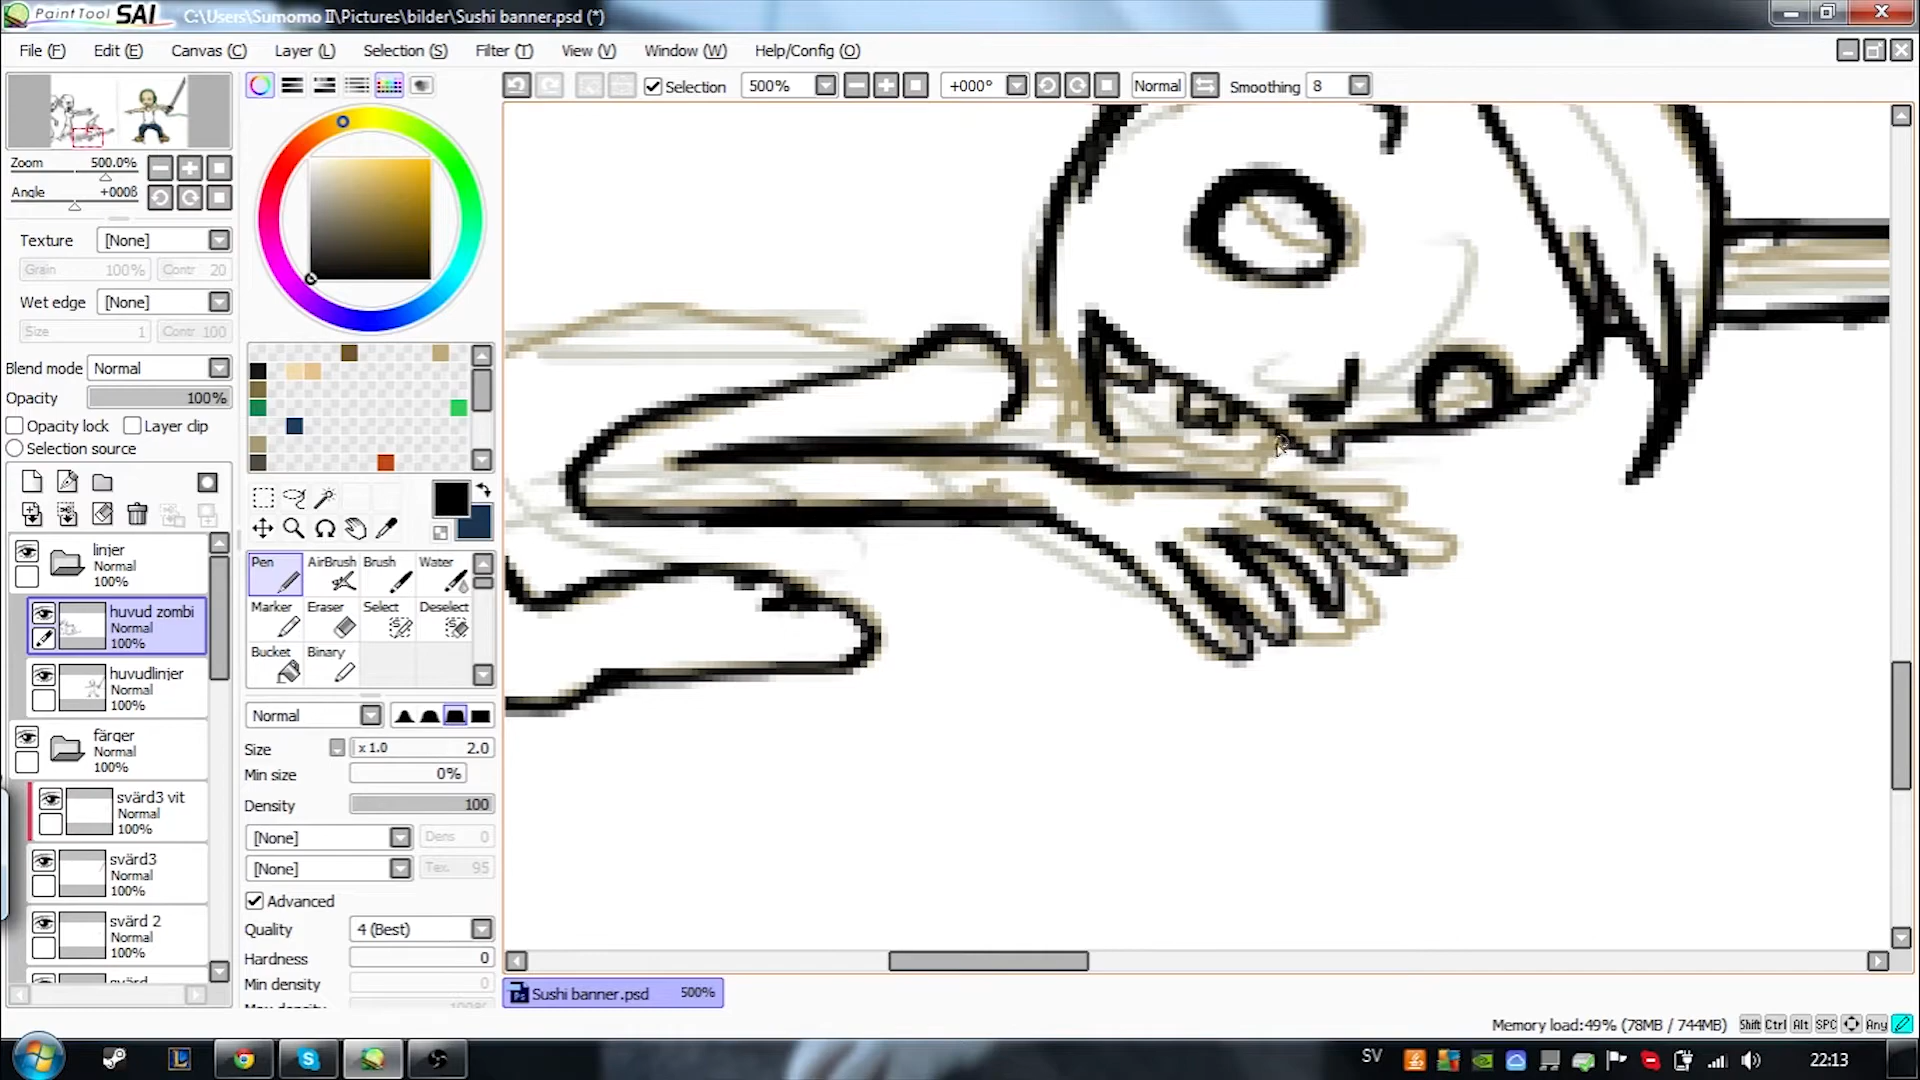 PaintTool SAI C:\Users\Sumomo II\Pictures\bilder\Sushi banner.psd (*)
File (F) Edit (E) Canvas (C) Layer (L) Selection (S) Filter (T) View (V) Window (W) Help/Config (O)
Selection 500% +000° Normal Smoothing 8
Zoom 500.0%
Angle +000ß
Texture [None]
Grain 100% Contr 20
Wet edge [None]
Size 1 Contr 100
Blend mode Normal
Opacity 100%
Opacity lock Layer clip
Selection source
linjer
Normal
100%
huvud zombi
Normal
100%
huvudlinjer
Normal
100%
färger
Normal
100%
svärd3 vit
Normal
100%
svärd3
Normal
100%
svärd 2
Normal
100%
svärd
Pen AirBrush Brush Water
Marker Eraser Select Deselect
Bucket Binary
Normal
Size x 1.0 2.0
Min size 0%
Density 100
[None] Dens 0
[None] Tex. 95
Advanced
Quality 4 (Best)
Hardness 0
Min density 0
Max density 100%
Sushi banner.psd 500%
Memory load:49% (78MB / 744MB) Shift Ctrl Alt SPC Any
SV 22:13